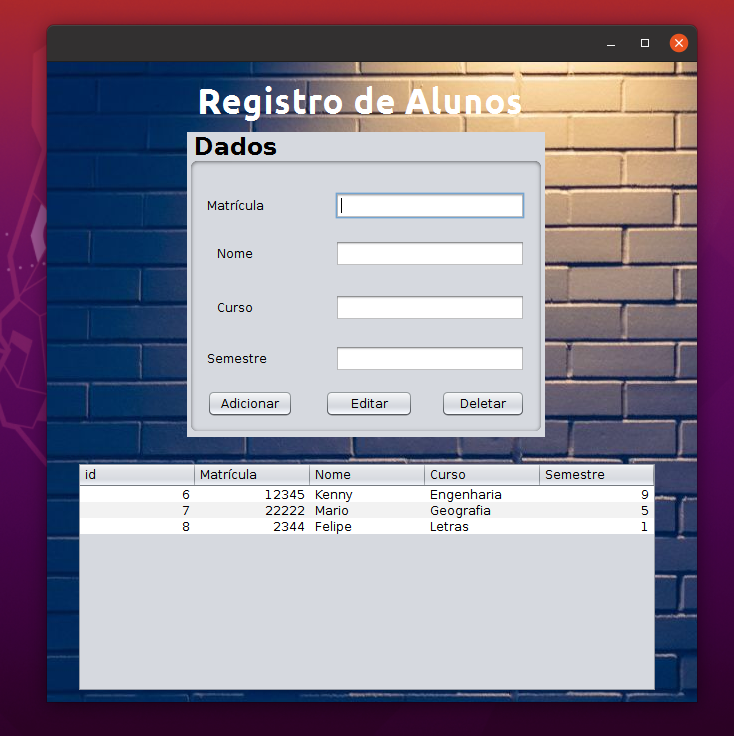 Registro de Alunos
Dados
Matrícula
Nome
Curso
Semestre
Adicionar Editar Deletar
id Matrícula Nome Curso Semestre
6 12345 Kenny Engenharia 9
7 22222 Mario Geografia 5
8 2344 Felipe Letras 1